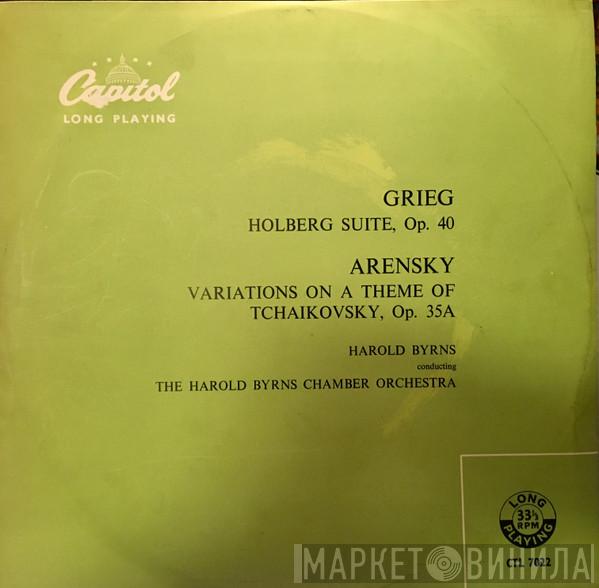 Capitol
LONG PLAYING
GRIEG
HOLBERG SUITE, Op. 40
ARENSKY
VARIATIONS ON A THEME OF
TCHAIKOVSKY, Op. 35A
HAROLD BYRNS
conducting
THE HAROLD BYRNS CHAMBER ORCHESTRA
LONG
33⅓
RPM
PLAYING
CTL 7022
МАРКЕТ ВИНИЛА